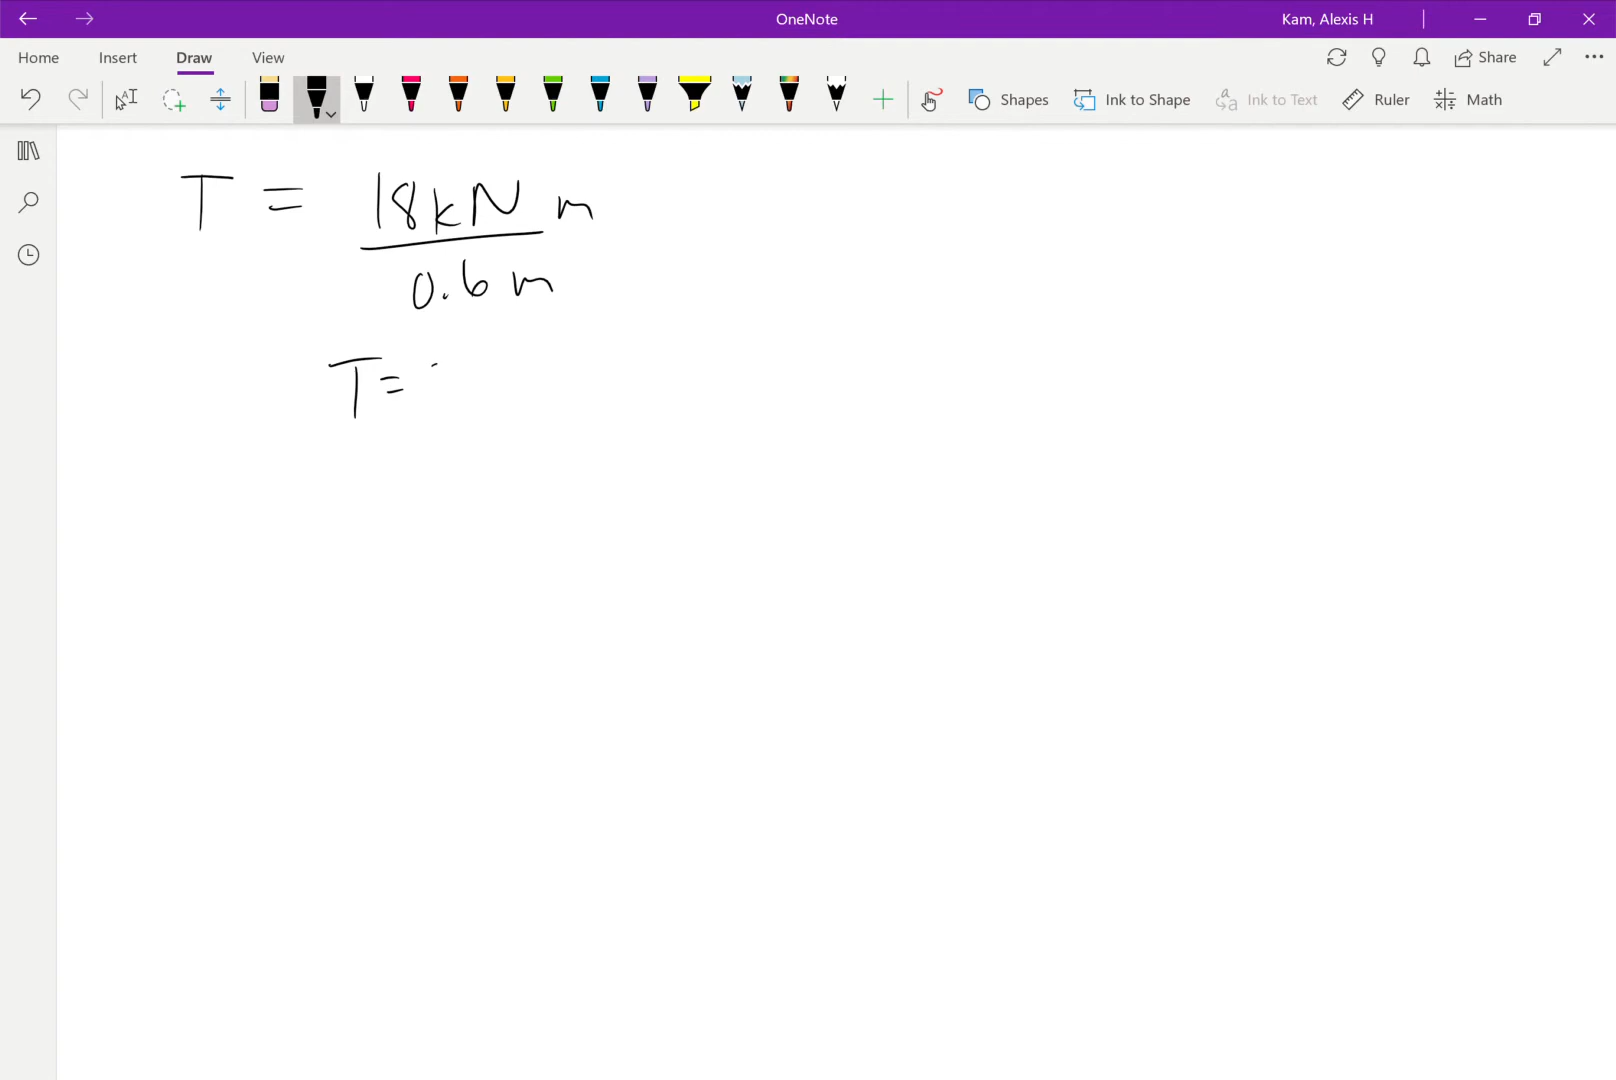 OneNote
Kam, Alexis H
Home Insert Draw View
Share
Shapes Ink to Shape Ink to Text Ruler Math
T = 18kN m
0.6 m
T=